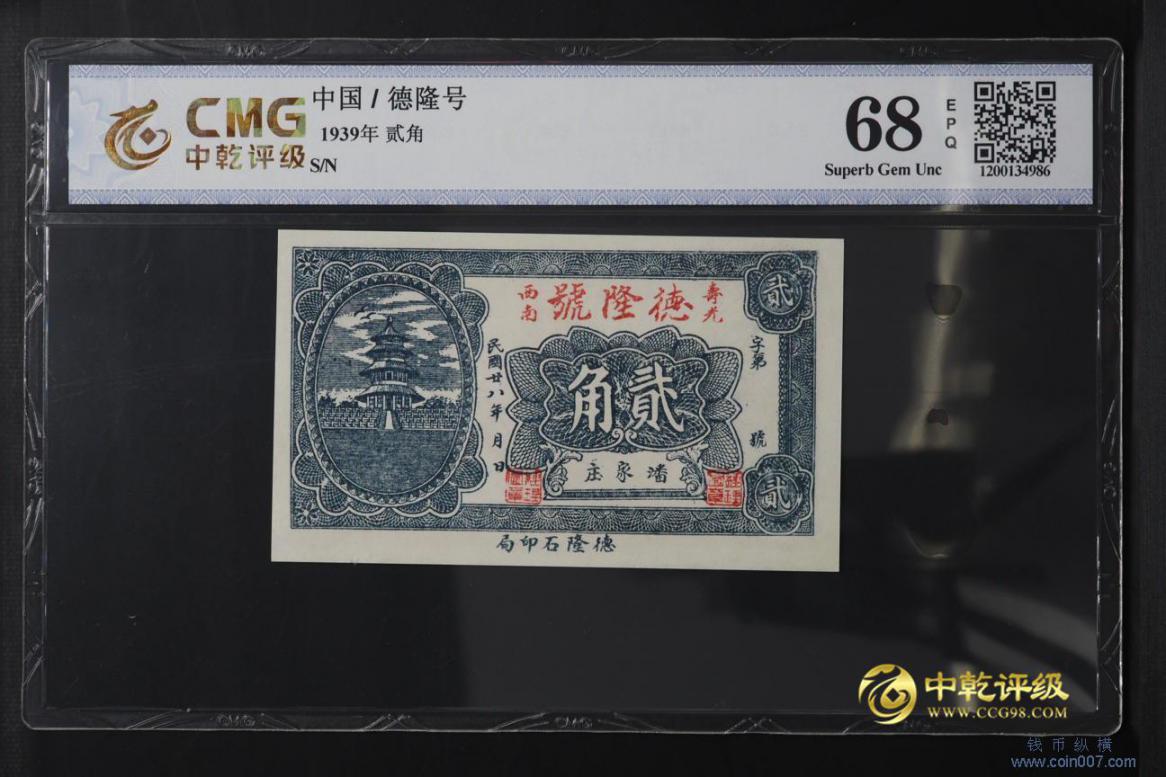 CMG
中乾评级
中国 / 德隆号
1939年 贰角
S/N
68
EPQ
Superb Gem Unc
1200134986
壽光
德隆號
西南
貳
字第 號
貳角
民國廿八年 月 日
潘家庄
貳
德隆石印局
中乾评级
WWW.CCG98.COM
钱币纵横
www.coin007.com